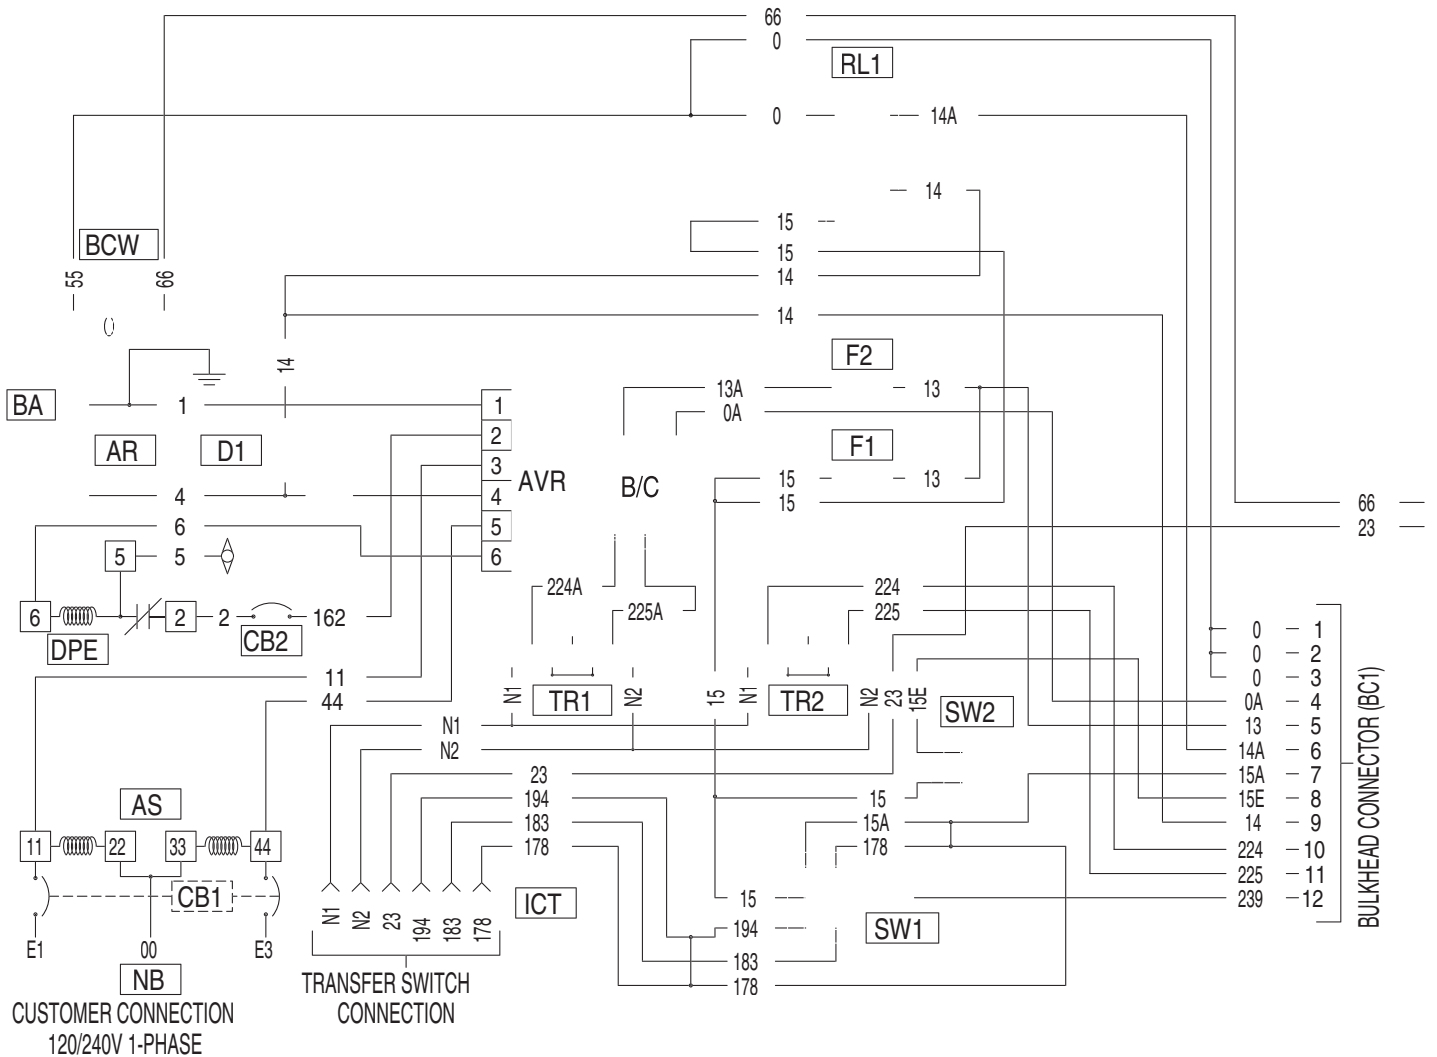 66
0
RL1
0 14A
14
15
BCW
15
55 66 14
14
14
F2
BA 1 1 13A 13
0A
AR D1 2 F1
3 AVR B/C 15 13
4 4 15
6 5 66
5 5 6 23
224A 224
6 2 2 162 225A 225
DPE CB2
0 1
0 2
11 0 3
44 N1 TR1 N2 15 N1 TR2 N2 23 15E SW2 0A 4
N1 13 5
N2 14A 6
23 15A 7
AS 194 15 15E 8
183 15A 14 9
11 22 33 44 178 178 224 10
225 11
CB1 ICT 15 239 12
BULKHEAD CONNECTOR (BC1)
N1 N2 23 194 183 178 194 SW1
E1 00 E3 183
NB 178
TRANSFER SWITCH
CONNECTION
CUSTOMER CONNECTION
120/240V 1-PHASE